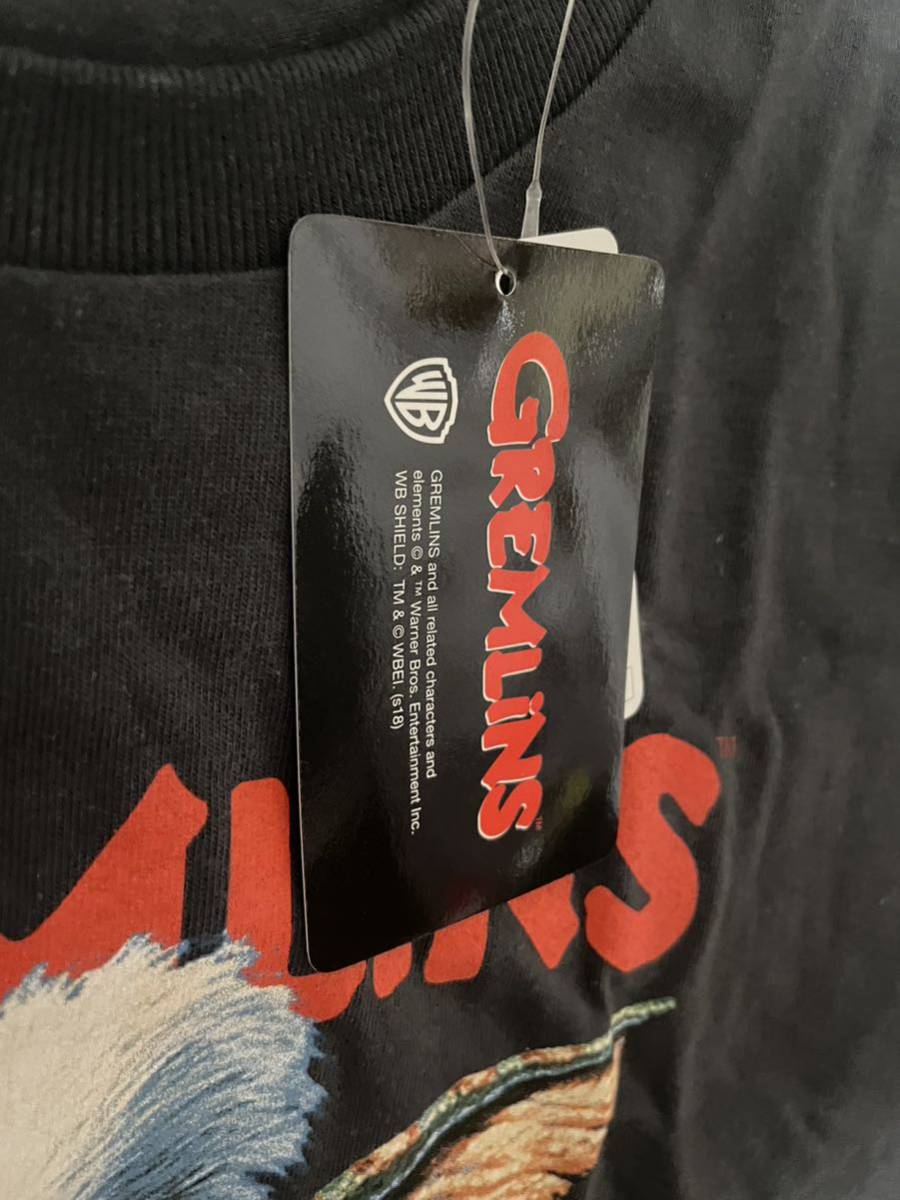 GREMLiNS™
WB
GREMLINS and all related characters and
elements © & ™ Warner Bros. Entertainment Inc.
WB SHIELD: TM & © WBEI. (s18)
MLiNS™